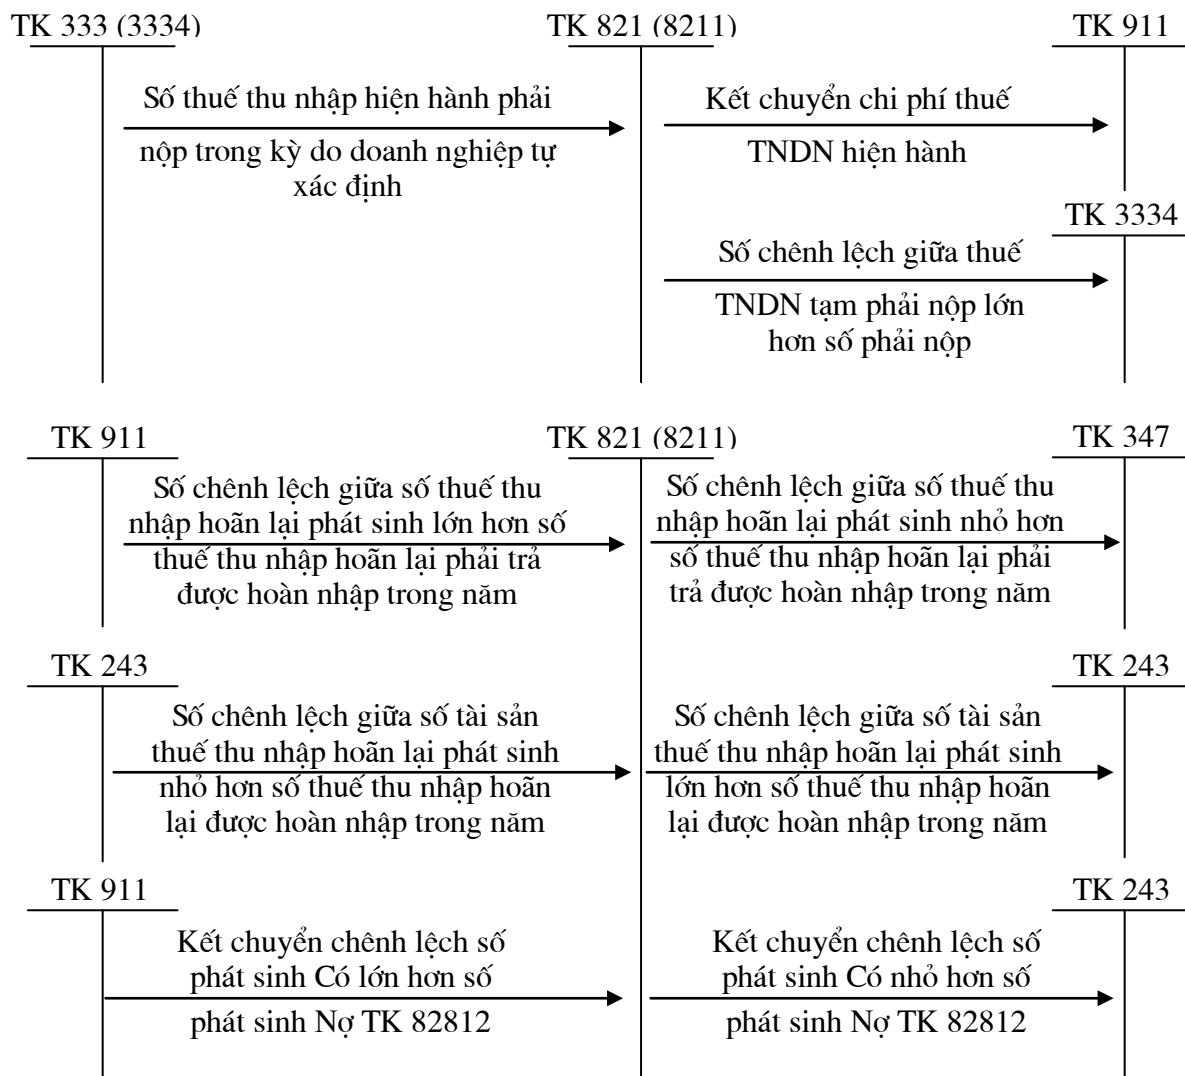 TK 333 (3334)
TK 821 (8211)
TK 911
Số thuế thu nhập hiện hành phải
nộp trong kỳ do doanh nghiệp tự
xác định
Kết chuyển chi phí thuế
TNDN hiện hành
TK 3334
Số chênh lệch giữa thuế
TNDN tạm phải nộp lớn
hơn số phải nộp
TK 911
TK 821 (8211)
TK 347
Số chênh lệch giữa số thuế thu
nhập hoãn lại phát sinh lớn hơn số
thuế thu nhập hoãn lại phải trả
được hoàn nhập trong năm
Số chênh lệch giữa số thuế thu
nhập hoãn lại phát sinh nhỏ hơn
số thuế thu nhập hoãn lại phải
trả được hoàn nhập trong năm
TK 243
TK 243
Số chênh lệch giữa số tài sản
thuế thu nhập hoãn lại phát sinh
nhỏ hơn số thuế thu nhập hoãn
lại được hoàn nhập trong năm
Số chênh lệch giữa số tài sản
thuế thu nhập hoãn lại phát sinh
lớn hơn số thuế thu nhập hoãn
lại được hoàn nhập trong năm
TK 911
TK 243
Kết chuyển chênh lệch số
phát sinh Có lớn hơn số
phát sinh Nợ TK 82812
Kết chuyển chênh lệch số
phát sinh Có nhỏ hơn số
phát sinh Nợ TK 82812